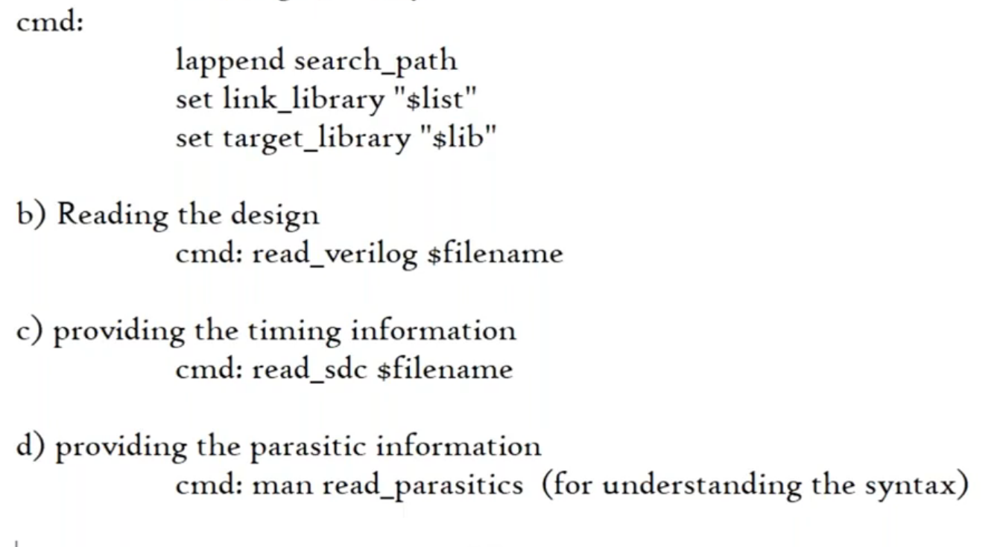 cmd:
lappend search_path
set link_library "$list"
set target_library "$lib"
b) Reading the design
cmd: read_verilog $filename
c) providing the timing information
cmd: read_sdc $filename
d) providing the parasitic information
cmd: man read_parasitics (for understanding the syntax)